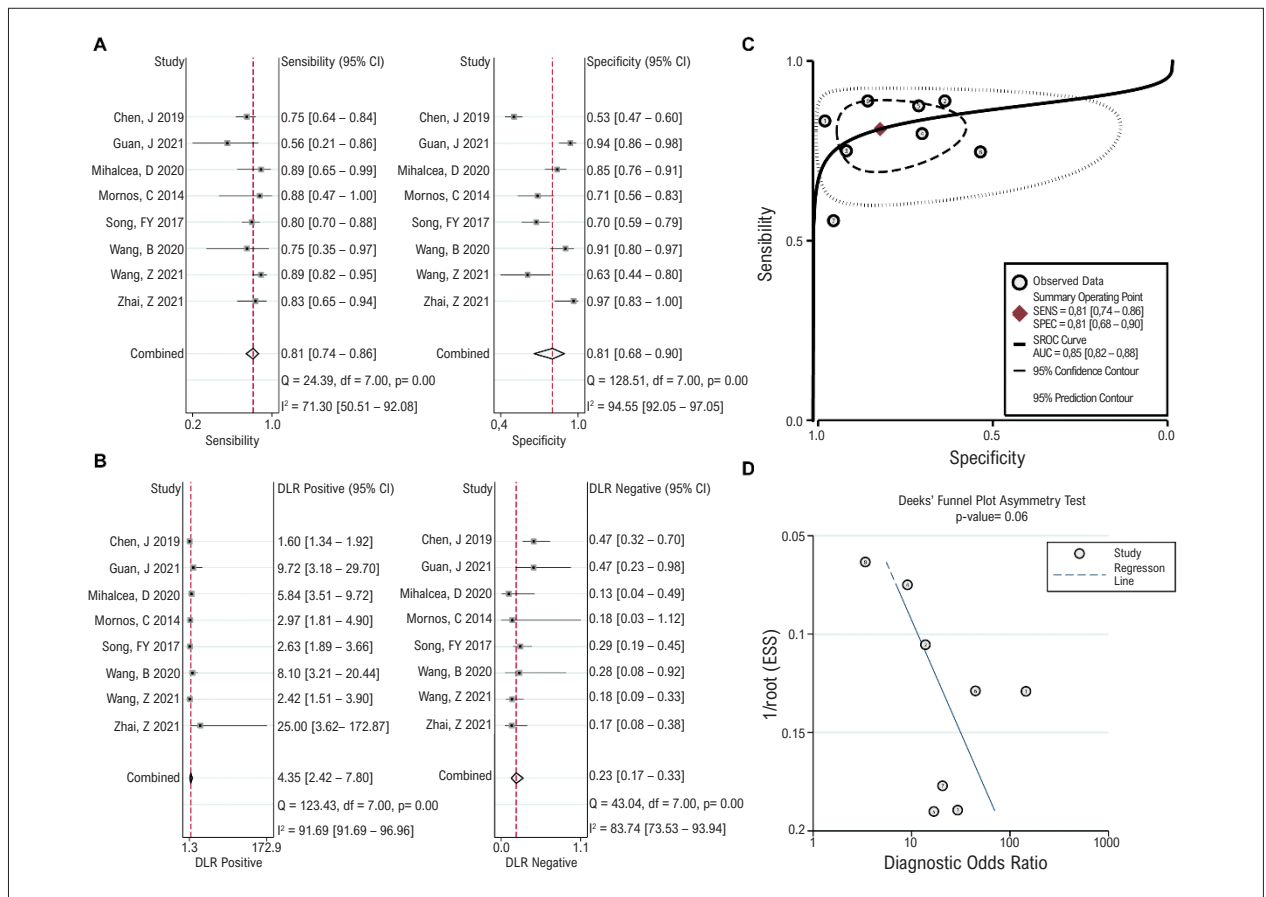 A
Study Sensibility (95% CI)
Chen, J 2019 0.75 [0.64 – 0.84]
Guan, J 2021 0.56 [0.21 – 0.86]
Mihalcea, D 2020 0.89 [0.65 – 0.99]
Mornos, C 2014 0.88 [0.47 – 1.00]
Song, FY 2017 0.80 [0.70 – 0.88]
Wang, B 2020 0.75 [0.35 – 0.97]
Wang, Z 2021 0.89 [0.82 – 0.95]
Zhai, Z 2021 0.83 [0.65 – 0.94]
Combined 0.81 [0.74 – 0.86]
Q = 24.39, df = 7.00, p= 0.00
I² = 71.30 [50.51 – 92.08]
0.2 1.0
Sensibility
Study Specificity (95% CI)
Chen, J 2019 0.53 [0.47 – 0.60]
Guan, J 2021 0.94 [0.86 – 0.98]
Mihalcea, D 2020 0.85 [0.76 – 0.91]
Mornos, C 2014 0.71 [0.56 – 0.83]
Song, FY 2017 0.70 [0.59 – 0.79]
Wang, B 2020 0.91 [0.80 – 0.97]
Wang, Z 2021 0.63 [0.44 – 0.80]
Zhai, Z 2021 0.97 [0.83 – 1.00]
Combined 0.81 [0.68 – 0.90]
Q = 128.51, df = 7.00, p= 0.00
I² = 94.55 [92.05 – 97.05]
0,4 1.0
Specificity
B
Study DLR Positive (95% CI)
Chen, J 2019 1.60 [1.34 – 1.92]
Guan, J 2021 9.72 [3.18 – 29.70]
Mihalcea, D 2020 5.84 [3.51 – 9.72]
Mornos, C 2014 2.97 [1.81 – 4.90]
Song, FY 2017 2.63 [1.89 – 3.66]
Wang, B 2020 8.10 [3.21 – 20.44]
Wang, Z 2021 2.42 [1.51 – 3.90]
Zhai, Z 2021 25.00 [3.62– 172.87]
Combined 4.35 [2.42 – 7.80]
Q = 123.43, df = 7.00, p= 0.00
I² = 91.69 [91.69 – 96.96]
1.3 172.9
DLR Positive
Study DLR Negative (95% CI)
Chen, J 2019 0.47 [0.32 – 0.70]
Guan, J 2021 0.47 [0.23 – 0.98]
Mihalcea, D 2020 0.13 [0.04 – 0.49]
Mornos, C 2014 0.18 [0.03 – 1.12]
Song, FY 2017 0.29 [0.19 – 0.45]
Wang, B 2020 0.28 [0.08 – 0.92]
Wang, Z 2021 0.18 [0.09 – 0.33]
Zhai, Z 2021 0.17 [0.08 – 0.38]
Combined 0.23 [0.17 – 0.33]
Q = 43.04, df = 7.00, p= 0.00
I² = 83.74 [73.53 – 93.94]
0.0 1.1
DLR Negative
C
1.0
0.5
0.0
Sensibility
Observed Data
Summary Operating Point
SENS = 0,81 [0,74 – 0.86]
SPEC = 0,81 [0,68 – 0,90]
SROC Curve
AUC = 0,85 [0,82 – 0,88]
95% Confidence Contour
95% Prediction Contour
1.0 0.5 0.0
Specificity
D
Deeks' Funnel Plot Asymmetry Test
p-value= 0.06
0.05
0.1
0.15
0.2
1/root (ESS)
Study
Regresson
Line
1 10 100 1000
Diagnostic Odds Ratio